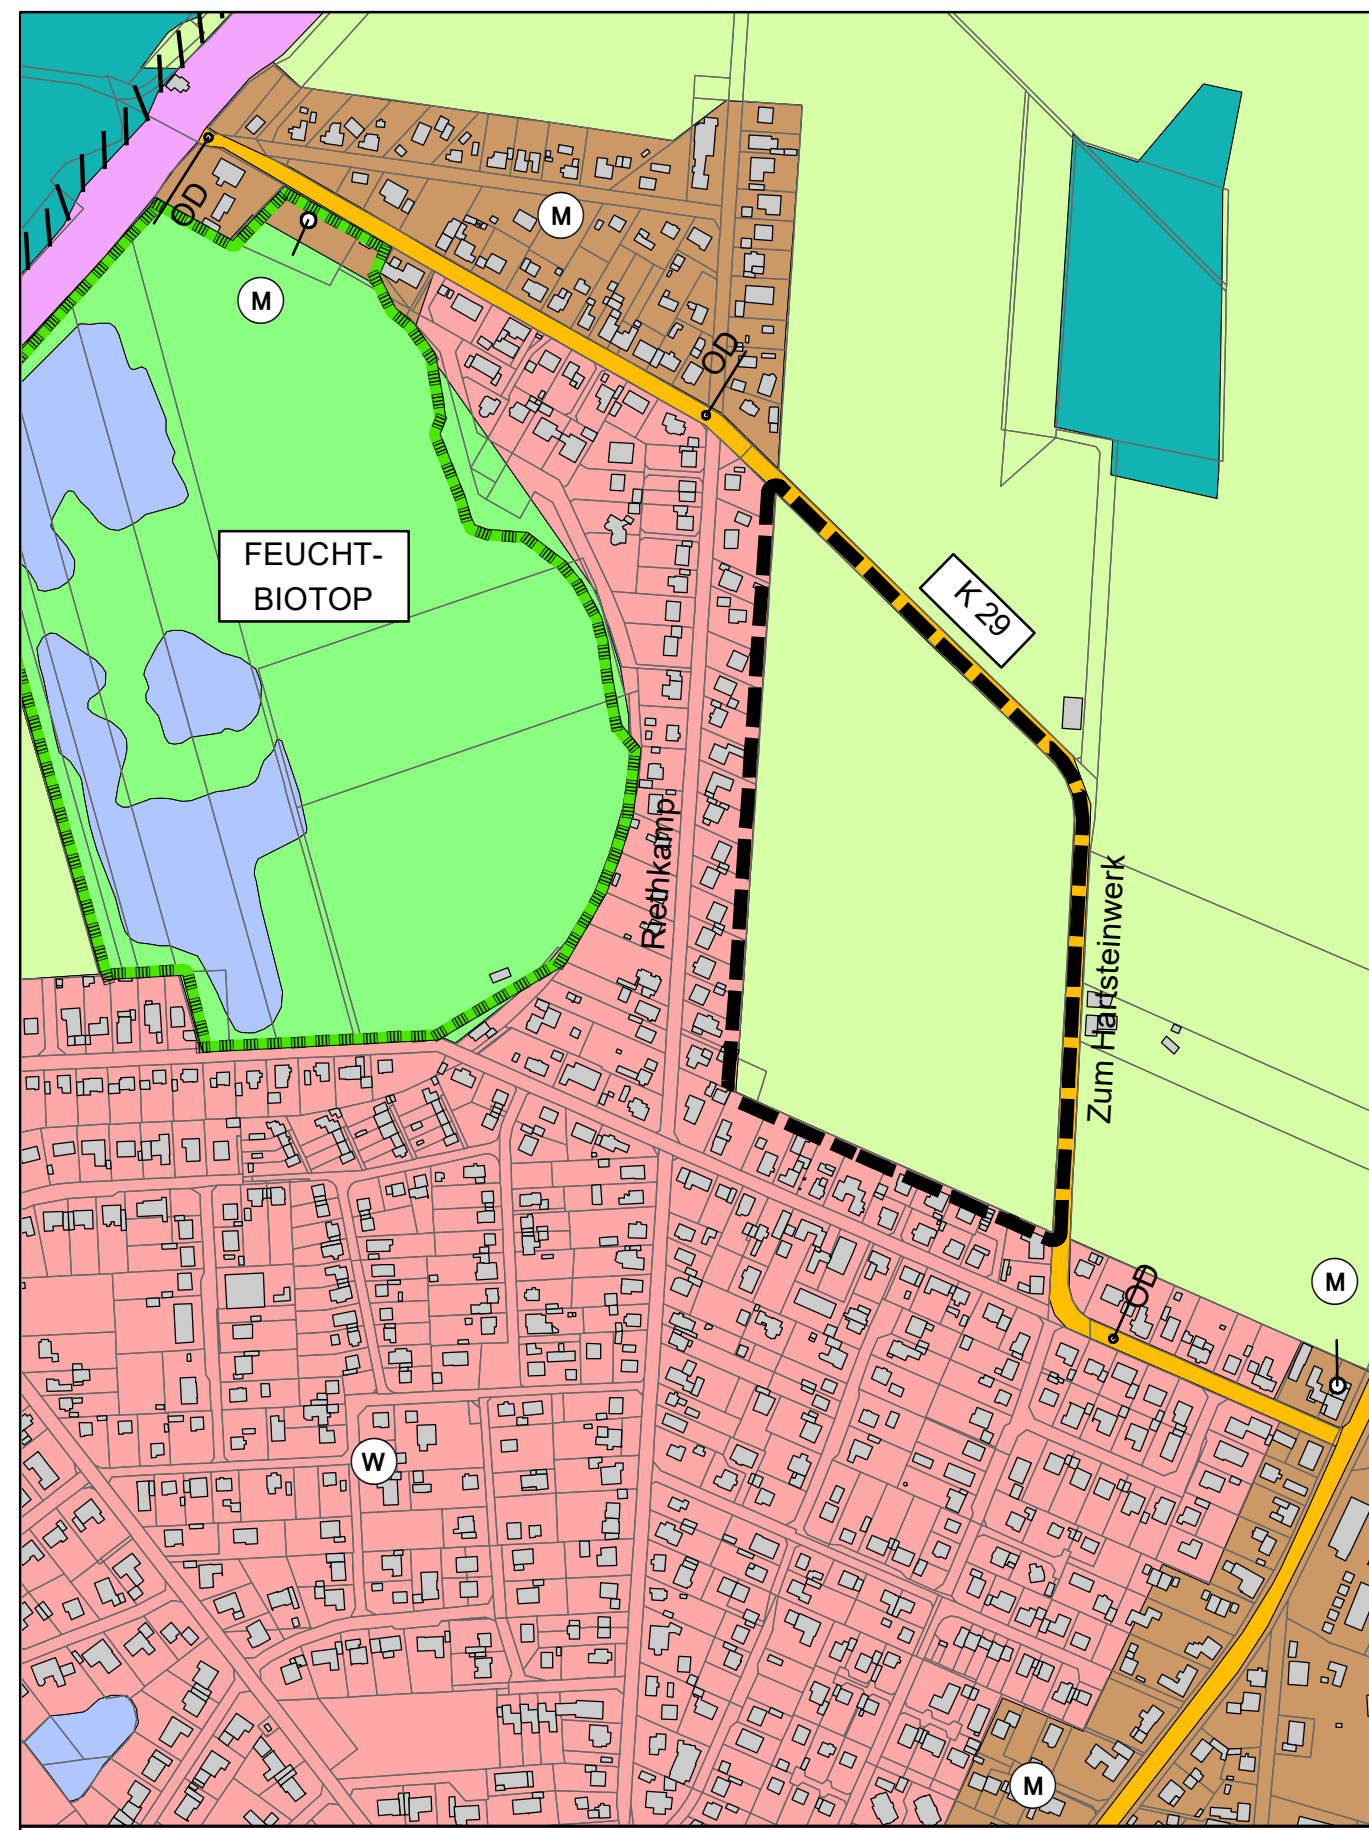 OD
M
M
OD
FEUCHT-
BIOTOP
K 29
Riethkamp
Zum Hartsteinwerk
OD
M
W
M